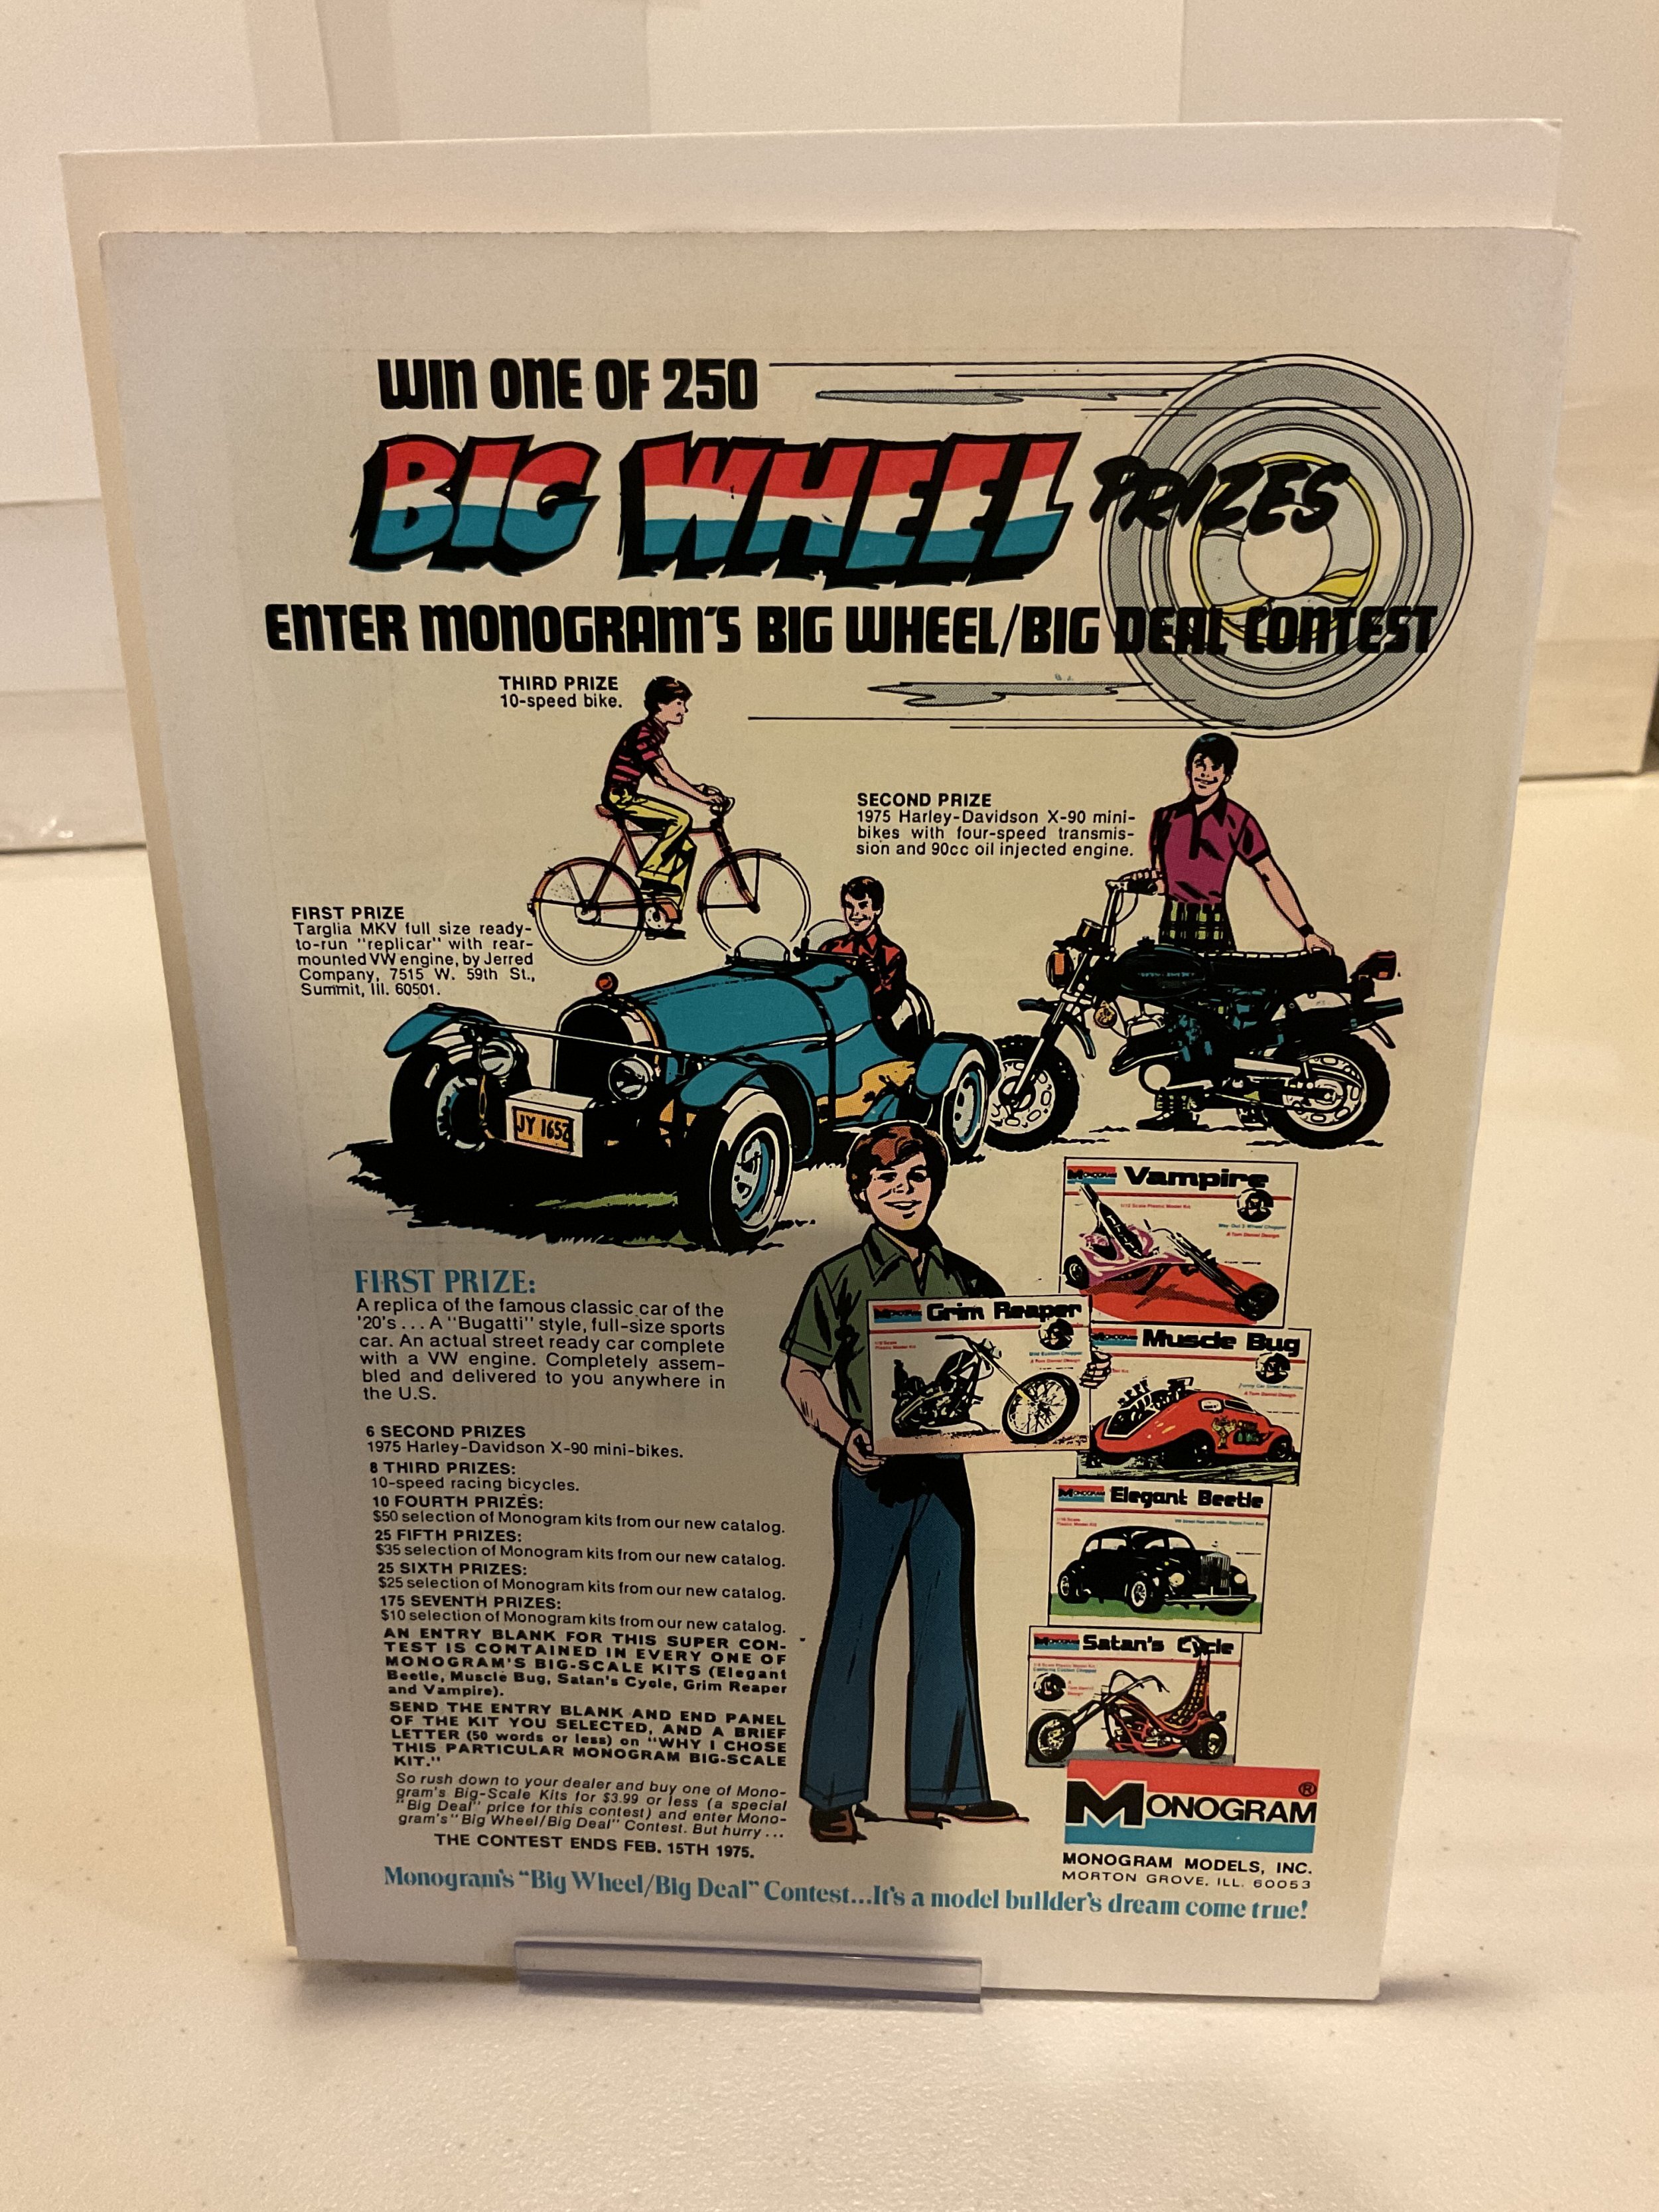 WIN ONE OF 250
BIG WHEEL PRIZES
ENTER MONOGRAM'S BIG WHEEL/BIG DEAL CONTEST
THIRD PRIZE
10-speed bike.
SECOND PRIZE
1975 Harley-Davidson X-90 mini-
bikes with four-speed transmis-
sion and 90cc oil injected engine.
FIRST PRIZE
Targlia MKV full size ready-
to-run "replicar" with rear-
mounted VW engine, by Jerred
Company, 7515 W. 59th St.,
Summit, Ill. 60501.
JY 1652
FIRST PRIZE:
A replica of the famous classic car of the
'20's... A "Bugatti" style, full-size sports
car. An actual street ready car complete
with a VW engine. Completely assem-
bled and delivered to you anywhere in
the U.S.
6 SECOND PRIZES
1975 Harley-Davidson X-90 mini-bikes.
8 THIRD PRIZES:
10-speed racing bicycles.
10 FOURTH PRIZES:
$50 selection of Monogram kits from our new catalog.
25 FIFTH PRIZES:
$35 selection of Monogram kits from our new catalog.
25 SIXTH PRIZES:
$25 selection of Monogram kits from our new catalog.
175 SEVENTH PRIZES:
$10 selection of Monogram kits from our new catalog.
AN ENTRY BLANK FOR THIS SUPER CON-
TEST IS CONTAINED IN EVERY ONE OF
MONOGRAM'S BIG-SCALE KITS (Elegant
Beetle, Muscle Bug, Satan's Cycle, Grim Reaper
and Vampire).
SEND THE ENTRY BLANK AND END PANEL
OF THE KIT YOU SELECTED, AND A BRIEF
LETTER (50 words or less) on "WHY I CHOSE
THIS PARTICULAR MONOGRAM BIG-SCALE
KIT."
So rush down to your dealer and buy one of Mono-
gram's Big-Scale Kits for $3.99 or less (a special
"Big Deal" price for this contest) and enter Mono-
gram's "Big Wheel/Big Deal" Contest. But hurry...
THE CONTEST ENDS FEB. 15TH 1975.
MONOGRAM Vampire
A Tom Daniel Design
MONOGRAM Grim Reaper
A Tom Daniel Design
MONOGRAM Muscle Bug
A Tom Daniel Design
MONOGRAM Elegant Beetle
MONOGRAM Satan's Cycle
MONOGRAM®
MONOGRAM MODELS, INC.
MORTON GROVE, ILL. 60053
Monogram's "Big Wheel/Big Deal" Contest...It's a model builder's dream come true!